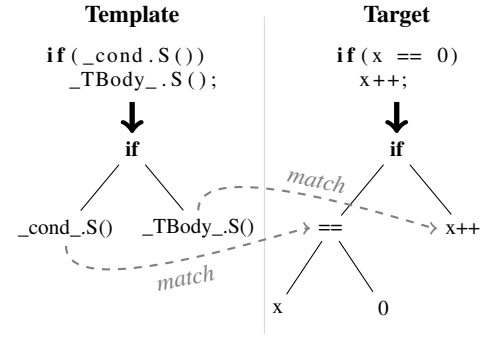 Template
if(_cond.S())
_TBody_.S();
if
_cond_.S()
_TBody_.S()
match
Target
if(x == 0)
x++;
if
match
==
x++
x
0